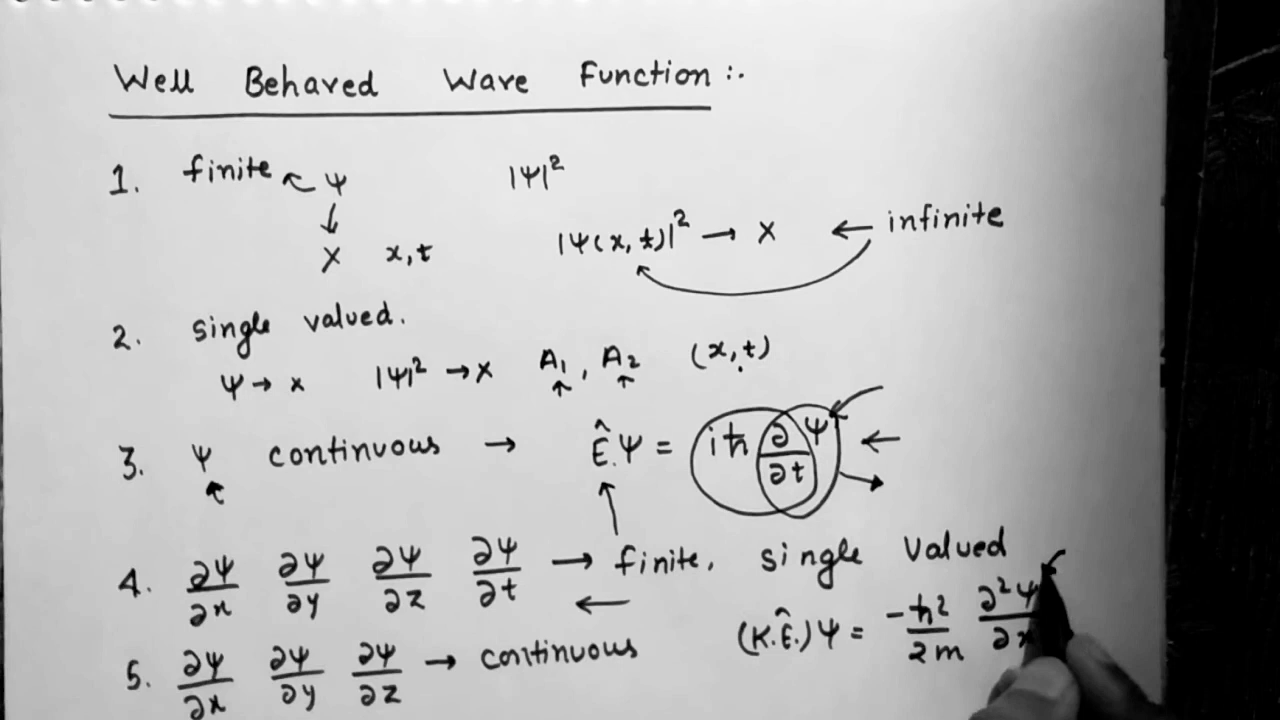 Well Behaved Wave Function :.
1. finite ← ψ |ψ|²
↓
X x,t |ψ(x,t)|² → X ← infinite
2. single valued.
ψ → x |ψ|² → X A₁, A₂ (x,t)
3. ψ continuous → Ê.ψ = iħ ∂/∂t ψ
4. ∂ψ/∂x ∂ψ/∂y ∂ψ/∂z ∂ψ/∂t → finite, single valued
(K.Ê.)ψ = -ħ²/2m ∂²ψ/∂x
5. ∂ψ/∂x ∂ψ/∂y ∂ψ/∂z → continuous